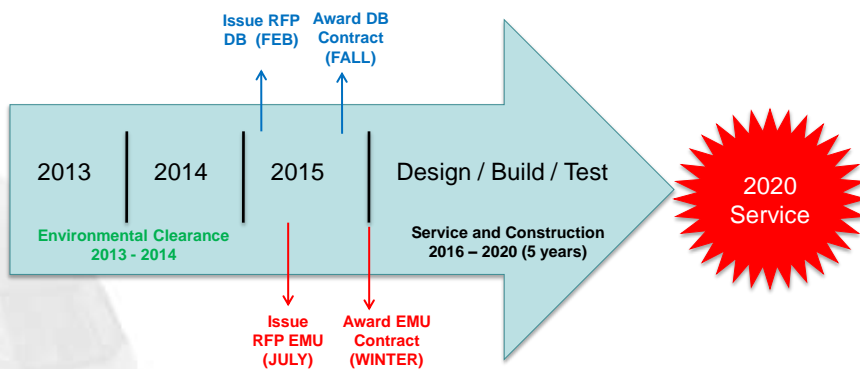 Issue RFP
DB (FEB)
Award DB
Contract
(FALL)
2013
2014
2015
Design / Build / Test
Environmental Clearance
2013 - 2014
Service and Construction
2016 – 2020 (5 years)
2020
Service
Issue
RFP EMU
(JULY)
Award EMU
Contract
(WINTER)